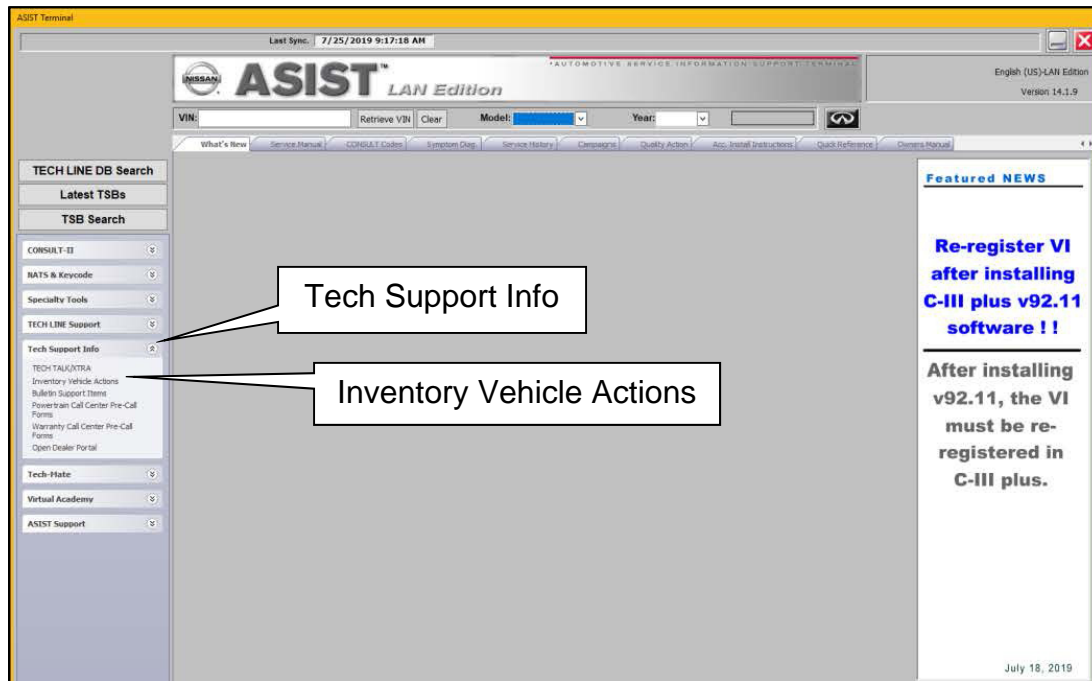 ASIST Terminal
Last Sync. 7/25/2019 9:17:18 AM
NISSAN ASIST™ LAN Edition
AUTOMOTIVE SERVICE INFORMATION SUPPORT TERMINAL
English (US)-LAN Edition
Version 14.1.9
VIN: Retrieve VIN Clear Model: Year:
What's New Service Manual CONSULT Codes Symptom Diag. Service History Campaigns Quality Action Acc. Install Instructions Quick Reference Owners Manual
TECH LINE DB Search
Latest TSBs
TSB Search
CONSULT-II
NATS & Keycode
Specialty Tools
TECH LINE Support
Tech Support Info
TECH TALK/XTRA
Inventory Vehicle Actions
Bulletin Support Items
Powertrain Call Center Pre-Call
Forms
Warranty Call Center Pre-Call
Forms
Open Dealer Portal
Tech-Mate
Virtual Academy
ASIST Support
Tech Support Info
Inventory Vehicle Actions
Featured NEWS
Re-register VI
after installing
C-III plus v92.11
software ! !
After installing
v92.11, the VI
must be re-
registered in
C-III plus.
July 18, 2019